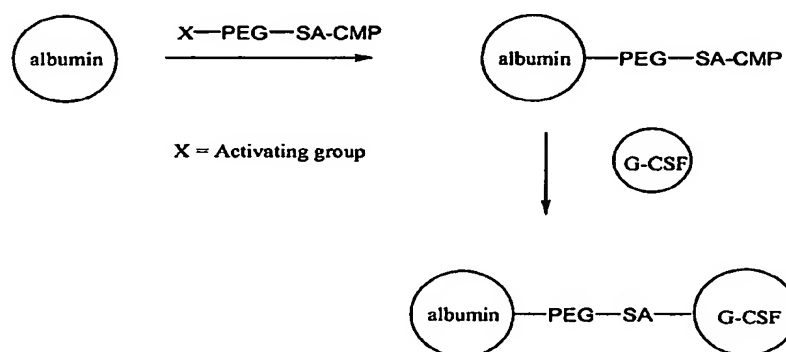 X—PEG—SA-CMP
albumin
albumin—PEG—SA-CMP
X = Activating group
G-CSF
albumin—PEG—SA—G-CSF